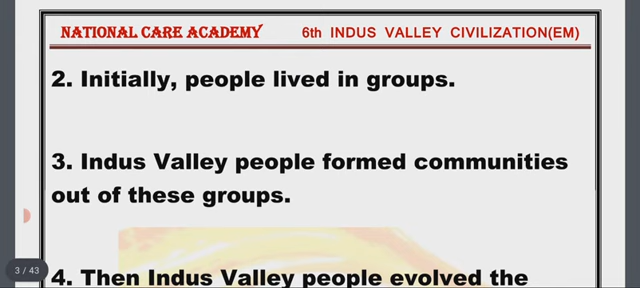 NATIONAL CARE ACADEMY 6th INDUS VALLEY CIVILIZATION(EM)
2. Initially, people lived in groups.
3. Indus Valley people formed communities
out of these groups.
4. Then Indus Valley people evolved the
3 / 43